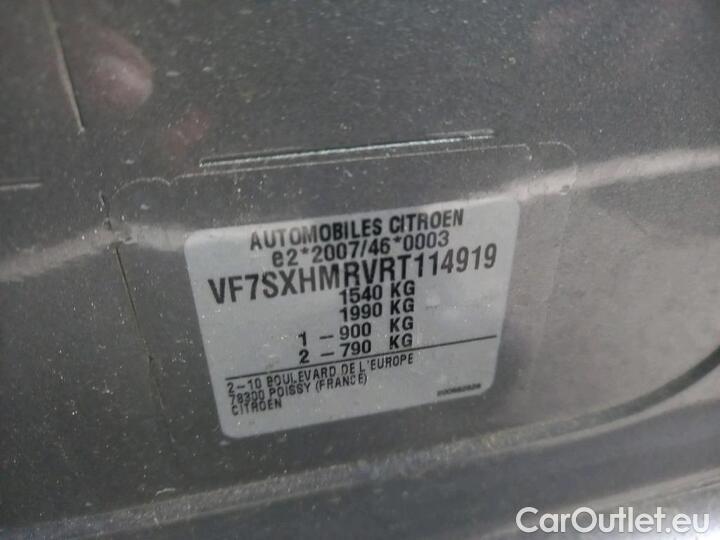 AUTOMOBILES CITROEN
e2*2007/46*0003
VF7SXHMRVRT114919
1540 KG
1990 KG
1 – 900 KG
2 – 790 KG
2–10 BOULEVARD DE L'EUROPE
78300 POISSY (FRANCE)
CITROEN
CarOutlet.eu